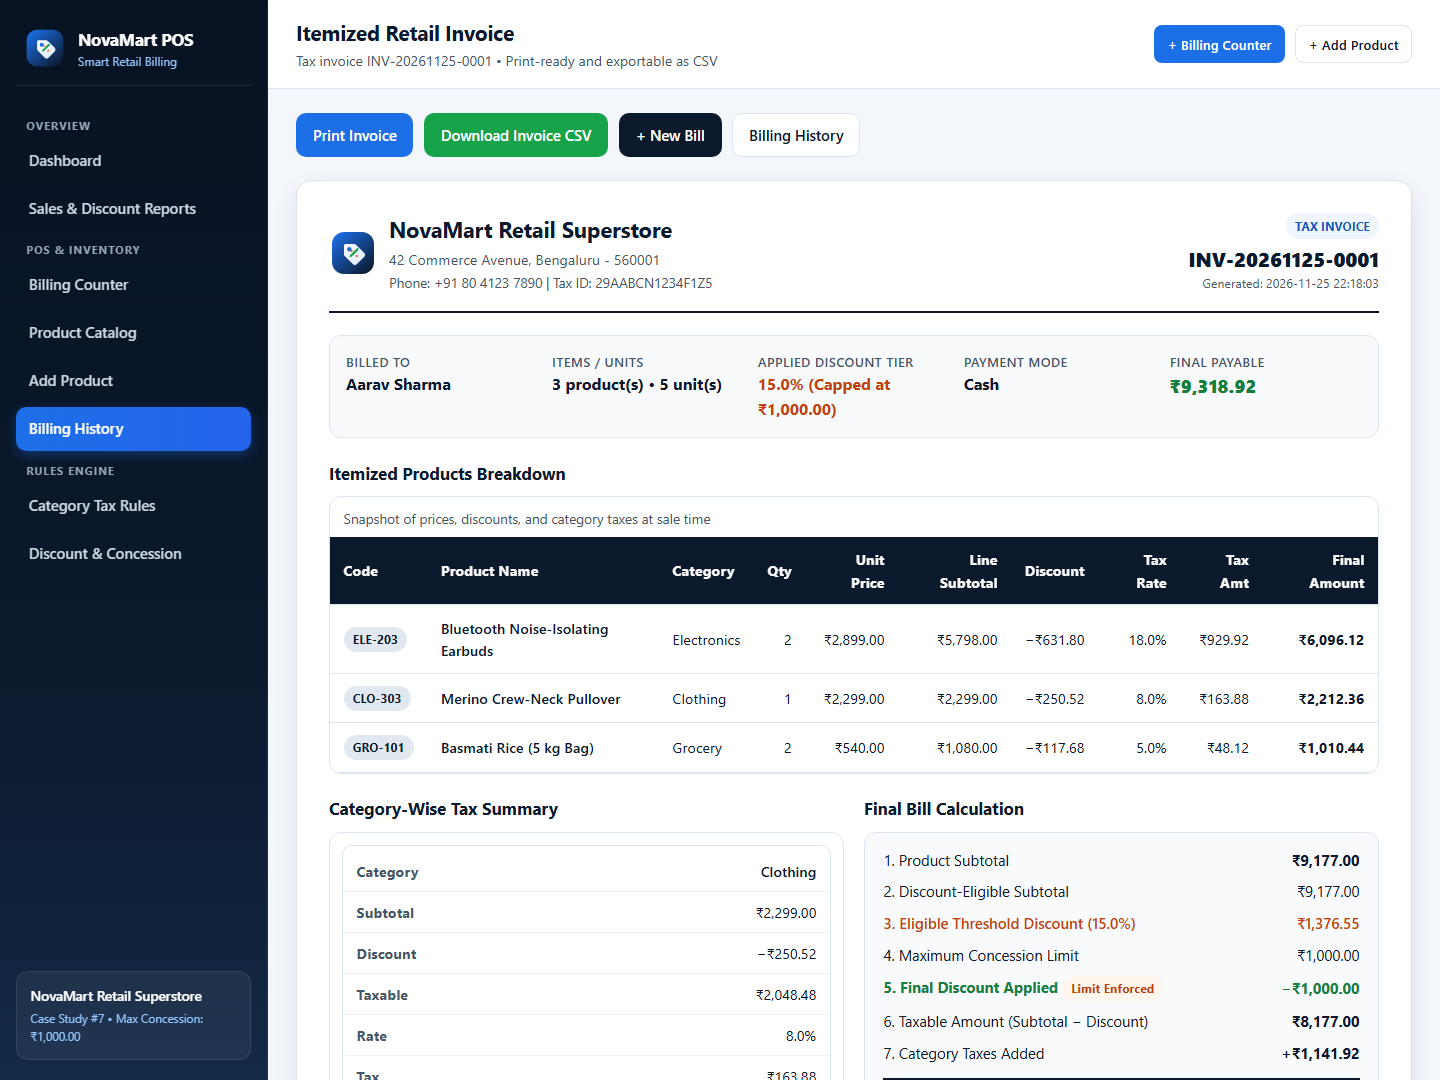 NovaMart POS
Smart Retail Billing
OVERVIEW
Dashboard
Sales & Discount Reports
POS & INVENTORY
Billing Counter
Product Catalog
Add Product
Billing History
RULES ENGINE
Category Tax Rules
Discount & Concession
NovaMart Retail Superstore
Case Study #7 • Max Concession:
₹1,000.00
Itemized Retail Invoice
Tax invoice INV-20261125-0001 • Print-ready and exportable as CSV
+ Billing Counter
+ Add Product
Print Invoice
Download Invoice CSV
+ New Bill
Billing History
NovaMart Retail Superstore
42 Commerce Avenue, Bengaluru - 560001
Phone: +91 80 4123 7890 | Tax ID: 29AABCN1234F1Z5
TAX INVOICE
INV-20261125-0001
Generated: 2026-11-25 22:18:03
BILLED TO
Aarav Sharma
ITEMS / UNITS
3 product(s) • 5 unit(s)
APPLIED DISCOUNT TIER
15.0% (Capped at
₹1,000.00)
PAYMENT MODE
Cash
FINAL PAYABLE
₹9,318.92
Itemized Products Breakdown
Snapshot of prices, discounts, and category taxes at sale time
Code Product Name Category Qty Unit Price Line Subtotal Discount Tax Rate Tax Amt Final Amount
ELE-203 Bluetooth Noise-Isolating Earbuds Electronics 2 ₹2,899.00 ₹5,798.00 −₹631.80 18.0% ₹929.92 ₹6,096.12
CLO-303 Merino Crew-Neck Pullover Clothing 1 ₹2,299.00 ₹2,299.00 −₹250.52 8.0% ₹163.88 ₹2,212.36
GRO-101 Basmati Rice (5 kg Bag) Grocery 2 ₹540.00 ₹1,080.00 −₹117.68 5.0% ₹48.12 ₹1,010.44
Category-Wise Tax Summary
Category Clothing
Subtotal ₹2,299.00
Discount −₹250.52
Taxable ₹2,048.48
Rate 8.0%
Tax ₹163.88
Final Bill Calculation
1. Product Subtotal ₹9,177.00
2. Discount-Eligible Subtotal ₹9,177.00
3. Eligible Threshold Discount (15.0%) ₹1,376.55
4. Maximum Concession Limit ₹1,000.00
5. Final Discount Applied Limit Enforced −₹1,000.00
6. Taxable Amount (Subtotal − Discount) ₹8,177.00
7. Category Taxes Added +₹1,141.92